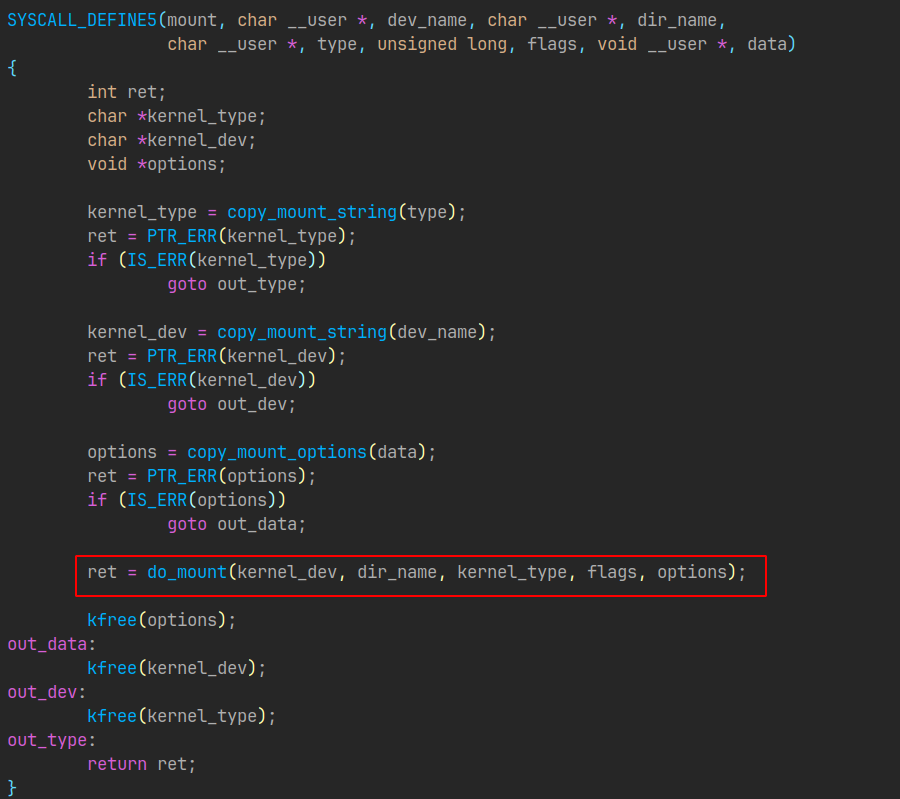 SYSCALL_DEFINE5(mount, char __user *, dev_name, char __user *, dir_name,
                char __user *, type, unsigned long, flags, void __user *, data)
{
        int ret;
        char *kernel_type;
        char *kernel_dev;
        void *options;

        kernel_type = copy_mount_string(type);
        ret = PTR_ERR(kernel_type);
        if (IS_ERR(kernel_type))
                goto out_type;

        kernel_dev = copy_mount_string(dev_name);
        ret = PTR_ERR(kernel_dev);
        if (IS_ERR(kernel_dev))
                goto out_dev;

        options = copy_mount_options(data);
        ret = PTR_ERR(options);
        if (IS_ERR(options))
                goto out_data;

        ret = do_mount(kernel_dev, dir_name, kernel_type, flags, options);

        kfree(options);
out_data:
        kfree(kernel_dev);
out_dev:
        kfree(kernel_type);
out_type:
        return ret;
}